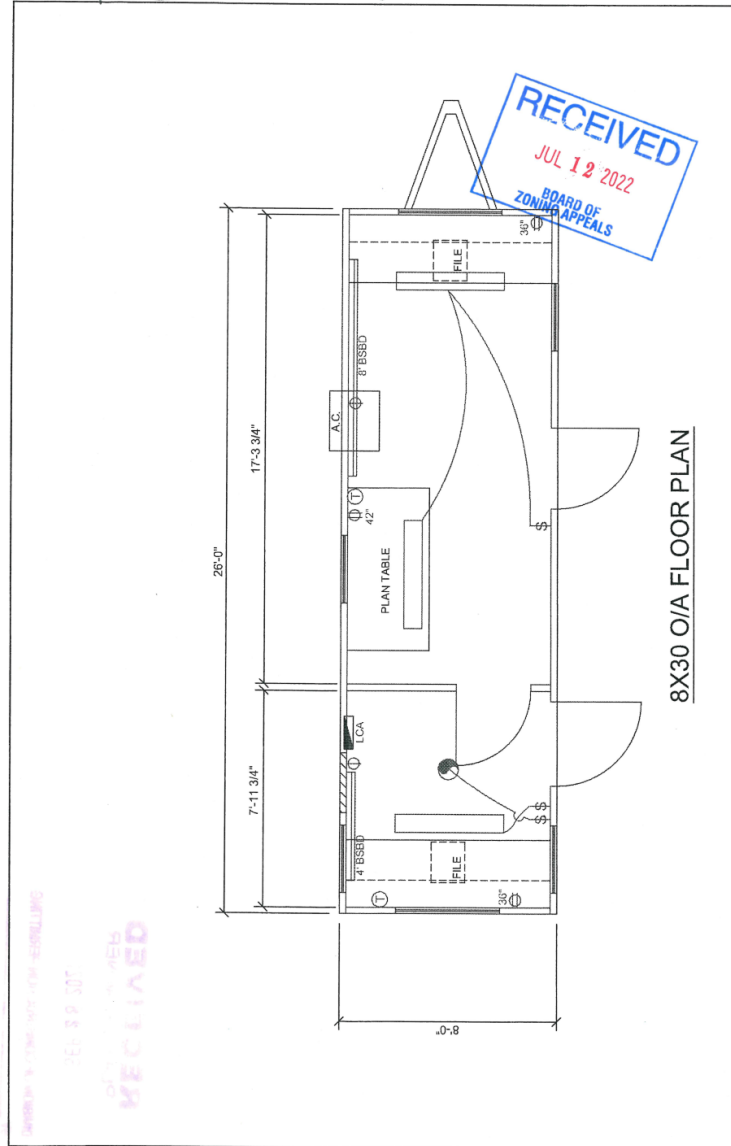 26'-0"
7'-11 3/4"
17'-3 3/4"
8'-0"
4' BSBD
LCA
PLAN TABLE
42"
T
A.C.
8' BSBD
T
FILE
36"
$
$
$
FILE
36"
8X30 O/A FLOOR PLAN
RECEIVED
JUL 12 2022
BOARD OF
ZONING APPEALS
RECEIVED